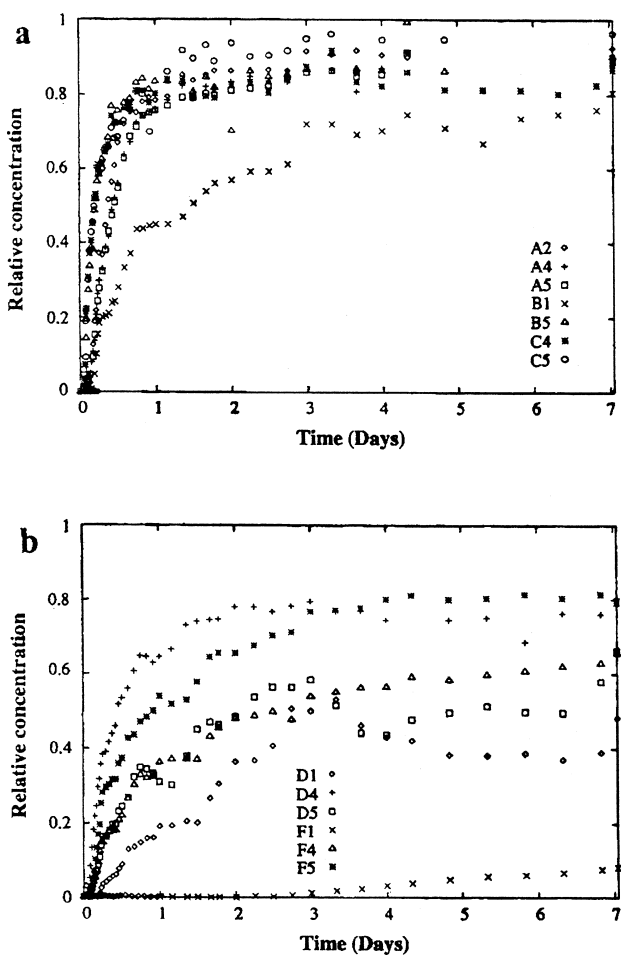 a
1
0.8
0.6
0.4
0.2
0
Relative concentration
A2
A4
A5
B1
B5
C4
C5
0 1 2 3 4 5 6 7
Time (Days)
b
1
0.8
0.6
0.4
0.2
0
Relative concentration
D1
D4
D5
F1
F4
F5
0 1 2 3 4 5 6 7
Time (Days)